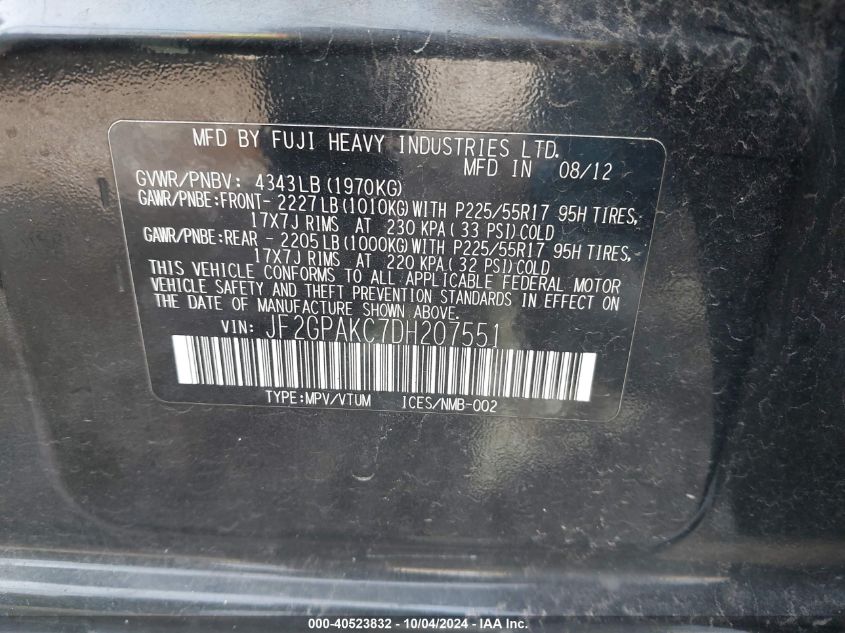 MFD BY FUJI HEAVY INDUSTRIES LTD.
MFD IN 08/12
GVWR/PNBV: 4343LB(1970KG)
GAWR/PNBE:FRONT- 2227LB(1010KG)WITH P225/55R17 95H TIRES,
17X7J RIMS AT 230 KPA( 33 PSI)COLD
GAWR/PNBE:REAR - 2205LB(1000KG)WITH P225/55R17 95H TIRES,
17X7J RIMS AT 220 KPA( 32 PSI)COLD
THIS VEHICLE CONFORMS TO ALL APPLICABLE FEDERAL MOTOR
VEHICLE SAFETY AND THEFT PREVENTION STANDARDS IN EFFECT ON
THE DATE OF MANUFACTURE SHOWN ABOVE.
VIN: JF2GPAKC7DH207551
TYPE:MPV/VTUM ICES/NMB-002
000-40523832 - 10/04/2024 - IAA Inc.